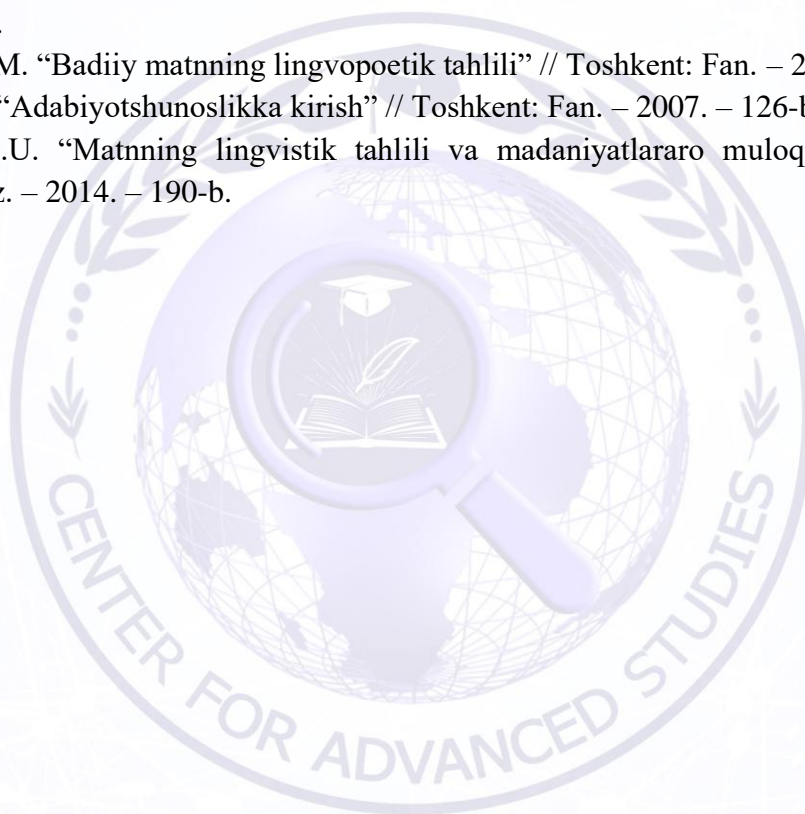 .
M. “Badiiy matnning lingvopoetik tahlili” // Toshkent: Fan. – 2
“Adabiyotshunoslikka kirish” // Toshkent: Fan. – 2007. – 126-b
.U. “Matnning lingvistik tahlili va madaniyatlararo muloq
z. – 2014. – 190-b.
CENTER FOR ADVANCED STUDIES